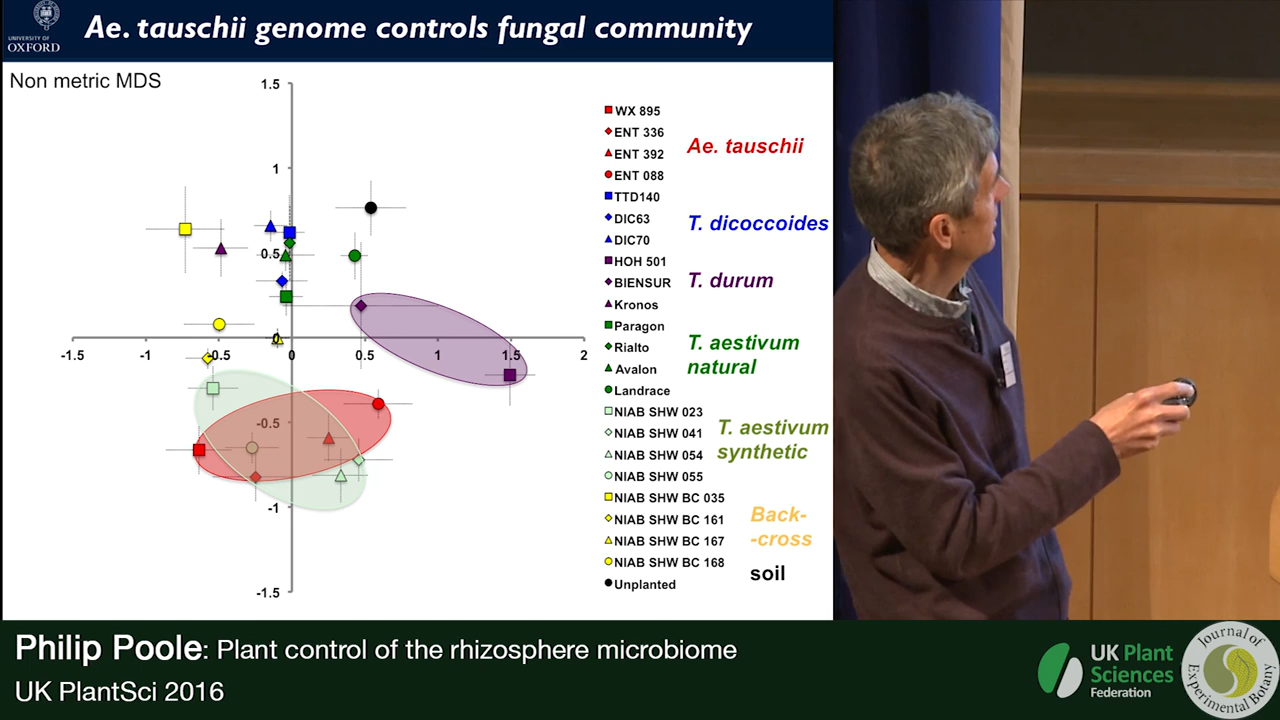 UNIVERSITY OF
OXFORD
Ae. tauschii genome controls fungal community
Non metric MDS
1.5
1
0.5
0
-0.5
-1
-1.5
-1.5
-1
-0.5
0
0.5
1
1.5
2
WX 895
ENT 336
ENT 392
ENT 088
Ae. tauschii
TTD140
DIC63
DIC70
T. dicoccoides
HOH 501
BIENSUR
Kronos
T. durum
Paragon
Rialto
Avalon
Landrace
T. aestivum
natural
NIAB SHW 023
NIAB SHW 041
NIAB SHW 054
NIAB SHW 055
T. aestivum
synthetic
NIAB SHW BC 035
NIAB SHW BC 161
NIAB SHW BC 167
NIAB SHW BC 168
Back-
-cross
Unplanted
soil
Philip Poole: Plant control of the rhizosphere microbiome
UK PlantSci 2016
UK Plant
Sciences
Federation
Journal of
Experimental Botany